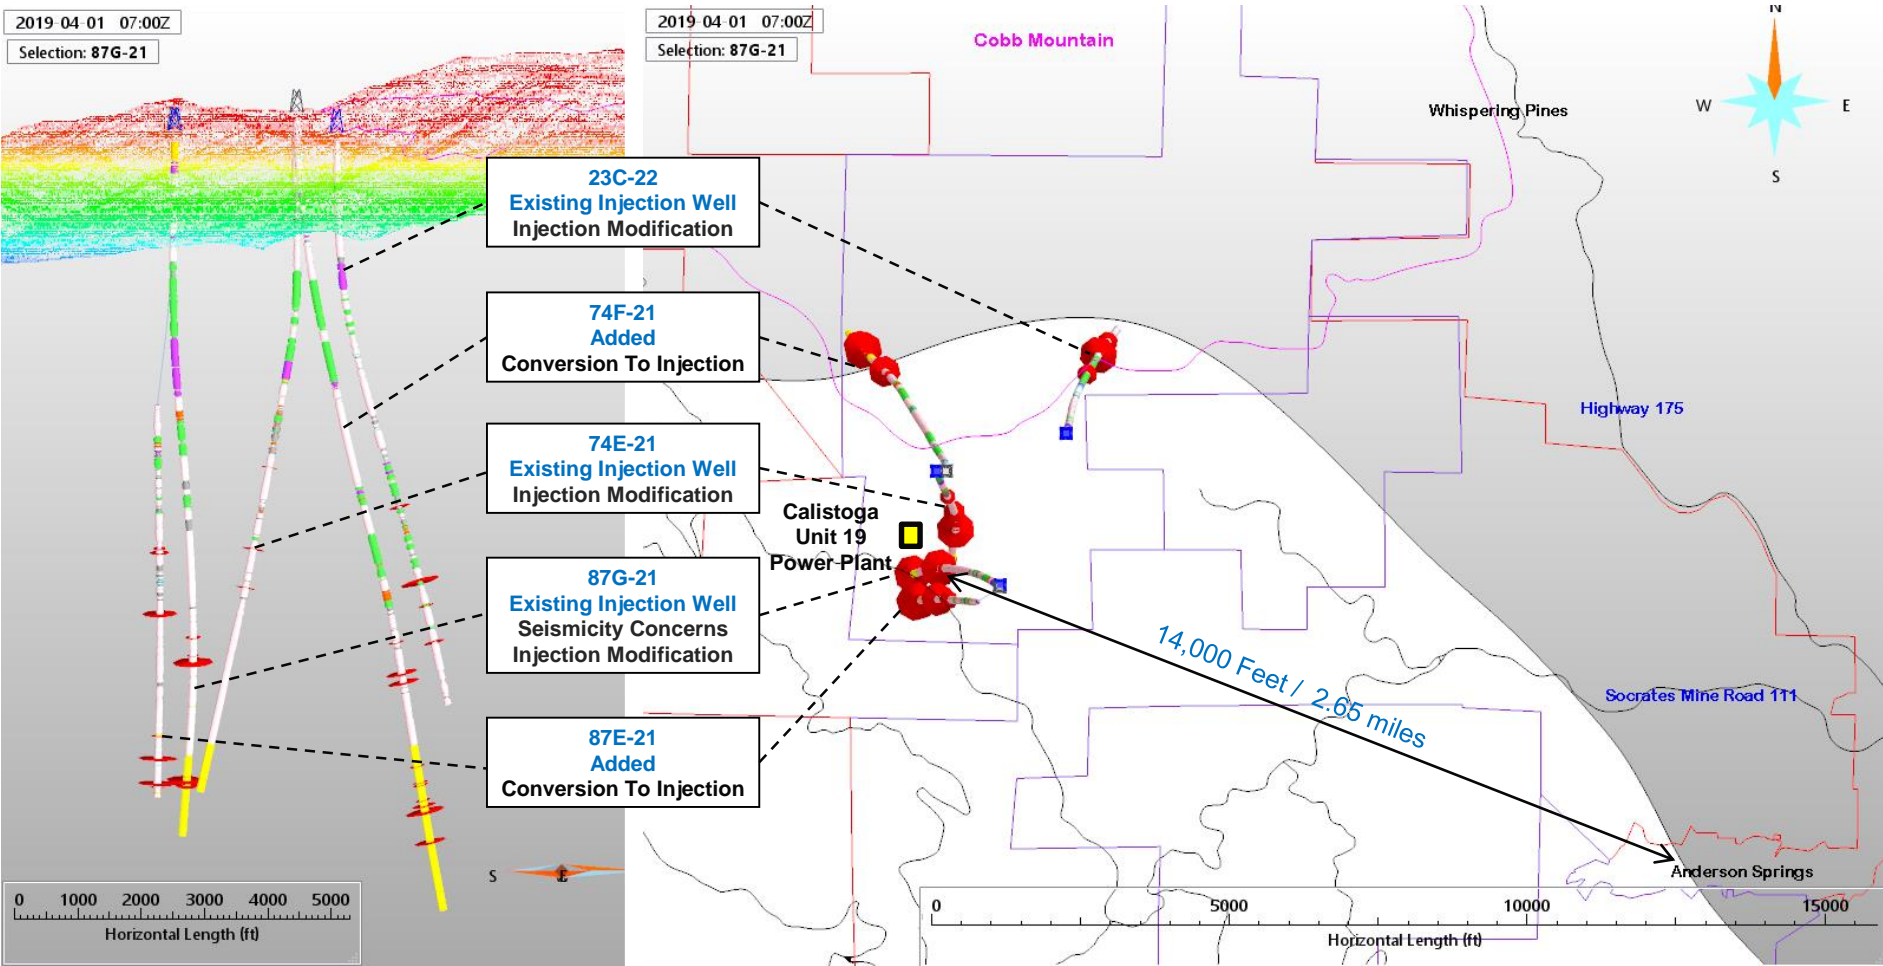 2019-04-01 07:00Z
Selection: 87G-21
2019-04-01 07:00Z
Selection: 87G-21
Cobb Mountain
N
W
E
S
Whispering Pines
23C-22
Existing Injection Well
Injection Modification
74F-21
Added
Conversion To Injection
74E-21
Existing Injection Well
Injection Modification
87G-21
Existing Injection Well
Seismicity Concerns
Injection Modification
87E-21
Added
Conversion To Injection
Calistoga
Unit 19
Power Plant
Highway 175
14,000 Feet / 2.65 miles
Socrates Mine Road 111
Anderson Springs
S
E
0 1000 2000 3000 4000 5000
Horizontal Length (ft)
0 5000 10000 15000
Horizontal Length (ft)